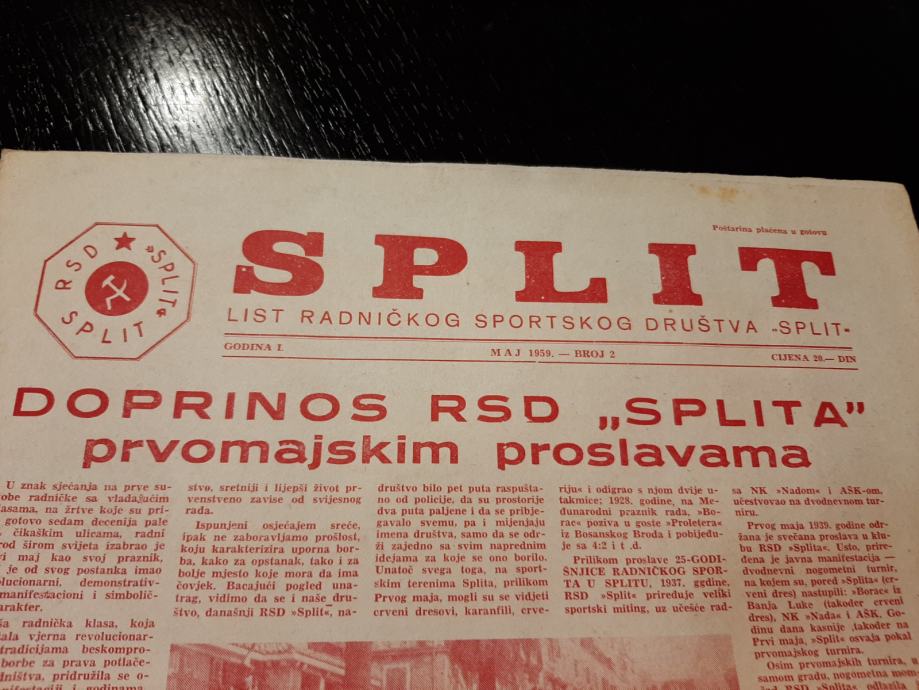 RSD »SPLIT«
SPLIT
Poštarina plaćena u gotovu
SPLIT
LIST RADNIČKOG SPORTSKOG DRUŠTVA »SPLIT«
GODINA I.
MAJ 1959. — BROJ 2
CIJENA 20.— DIN
DOPRINOS RSD „SPLITA”
prvomajskim proslavama
U znak sjećanja na prve su-
obe radničke sa vladajućim
asama, na žrtve koje su pri-
gotovo sedam decenija pale
čikaškim ulicama, radni
rod širom svijeta izabrao je
vi maj kao svoj praznik,
je od svog postanka imao
olucionarni, demonstrativ-
manifestacioni i simbolič-
arakter.
ša radnička klasa, koja
ala vjerna revolucionar-
tradicijama beskompro-
borbe za prava potlače-
dništva, pridružila se o-
nifestaciji i godinama
stvo, sretniji i ljepši život pr-
venstveno zavise od svijesnog
rada.
Ispunjeni osjećajem sreće,
ipak ne zaboravljamo prošlost,
koju karakterizira uporna bor-
ba, kako za opstanak, tako i za
bolje mjesto koje mora da ima
čovjek. Bacajući pogled una-
trag, vidimo da se i naše dru-
štvo, današnji RSD »Split«, na-
društvo bilo pet puta raspušta-
no od policije, da su prostorije
dva puta paljene i da se pribje-
gavalo svemu, pa i mijenjaju
imena društva, samo da se odr-
ži zajedno sa svim naprednim
idejama za koje se ono borilo.
Unatoč svega toga, na sport-
skim terenima Splita, prilikom
Prvog maja, mogli su se vidjeti
crveni dresovi, karanfili, crve-
riju« i odigrao s njom dvije u-
takmice; 1928. godine, na Me-
đunarodni praznik rada, »Bo-
rac« poziva u goste »Proletera«
iz Bosanskog Broda i pobijedu-
je sa 4:2 i t .d.
Prilikom proslave 25-GODI-
ŠNJICE RADNIČKOG SPOR-
TA U SPLITU, 1937. ggdine,
RSD »Split« priređuje veliki
sportski miting, uz učešće rad-
sa NK »Nadom« i AŠK-om,
učestvovao na dvodnevnom tur-
niru.
Prvog maja 1939. godine odr-
žana je svečana proslava u klu-
bu RSD »Splita«. Usto, prire-
đena je javna manifestacija —
dvodnevni nogometni turnir,
na kojem su, pored »Splita« (cr-
veni dres) nastupili: »Borac« iz
Banja Luke (također crveni
dres), NK »Nada« i AŠK. Go-
dinu dana kasnije ,također na
Prvi maja, »Split« osvaja pokal
prvomajskog turnira.
Osim prvomajskih turnira, u
samom gradu, nogometna mom-
RSD »Splita« odlazila